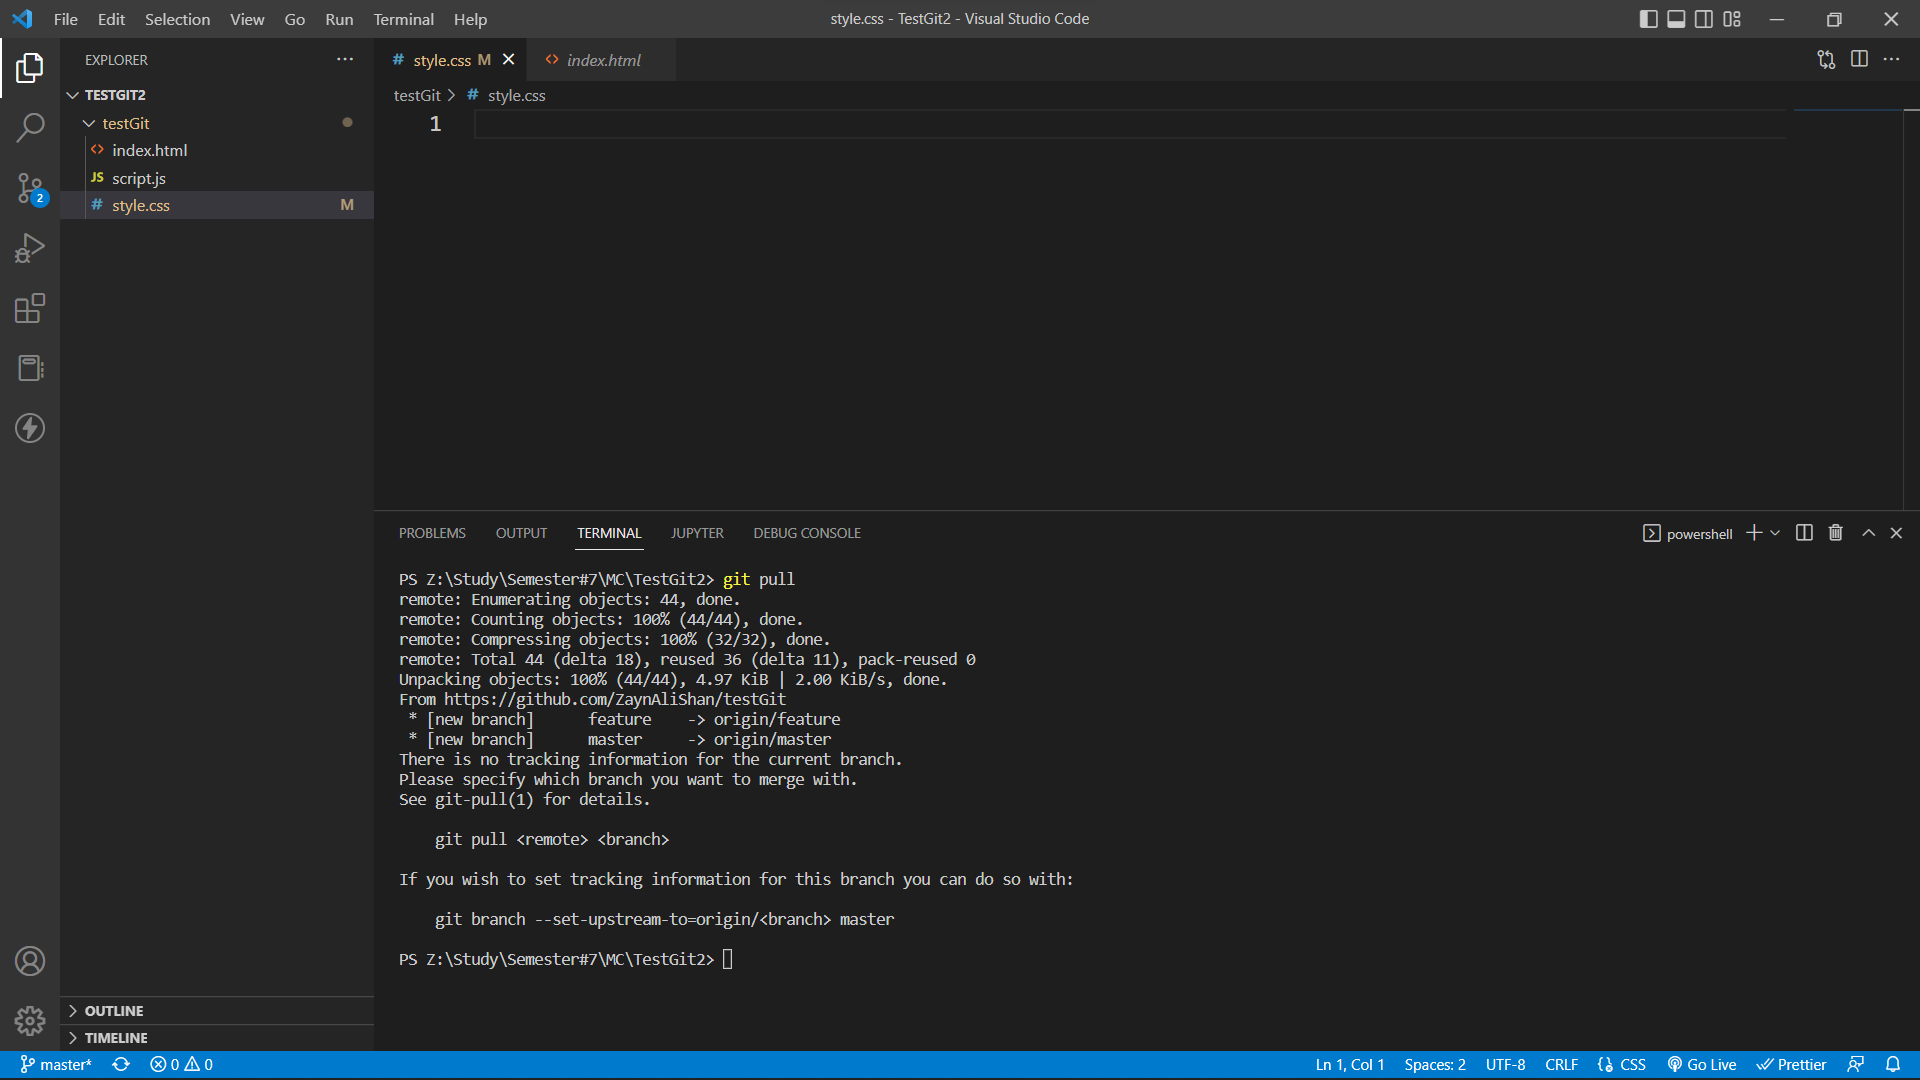 File Edit Selection View Go Run Terminal Help
style.css - TestGit2 - Visual Studio Code
EXPLORER
TESTGIT2
testGit
index.html
JS script.js
# style.css M
2
# style.css M
index.html
testGit > # style.css
1
PROBLEMS OUTPUT TERMINAL JUPYTER DEBUG CONSOLE
powershell
PS Z:\Study\Semester#7\MC\TestGit2> git pull
remote: Enumerating objects: 44, done.
remote: Counting objects: 100% (44/44), done.
remote: Compressing objects: 100% (32/32), done.
remote: Total 44 (delta 18), reused 36 (delta 11), pack-reused 0
Unpacking objects: 100% (44/44), 4.97 KiB | 2.00 KiB/s, done.
From https://github.com/ZaynAliShan/testGit
 * [new branch]      feature    -> origin/feature
 * [new branch]      master     -> origin/master
There is no tracking information for the current branch.
Please specify which branch you want to merge with.
See git-pull(1) for details.
    git pull <remote> <branch>
If you wish to set tracking information for this branch you can do so with:
    git branch --set-upstream-to=origin/<branch> master
PS Z:\Study\Semester#7\MC\TestGit2>
OUTLINE
TIMELINE
master* 0 0
Ln 1, Col 1 Spaces: 2 UTF-8 CRLF {} CSS Go Live Prettier